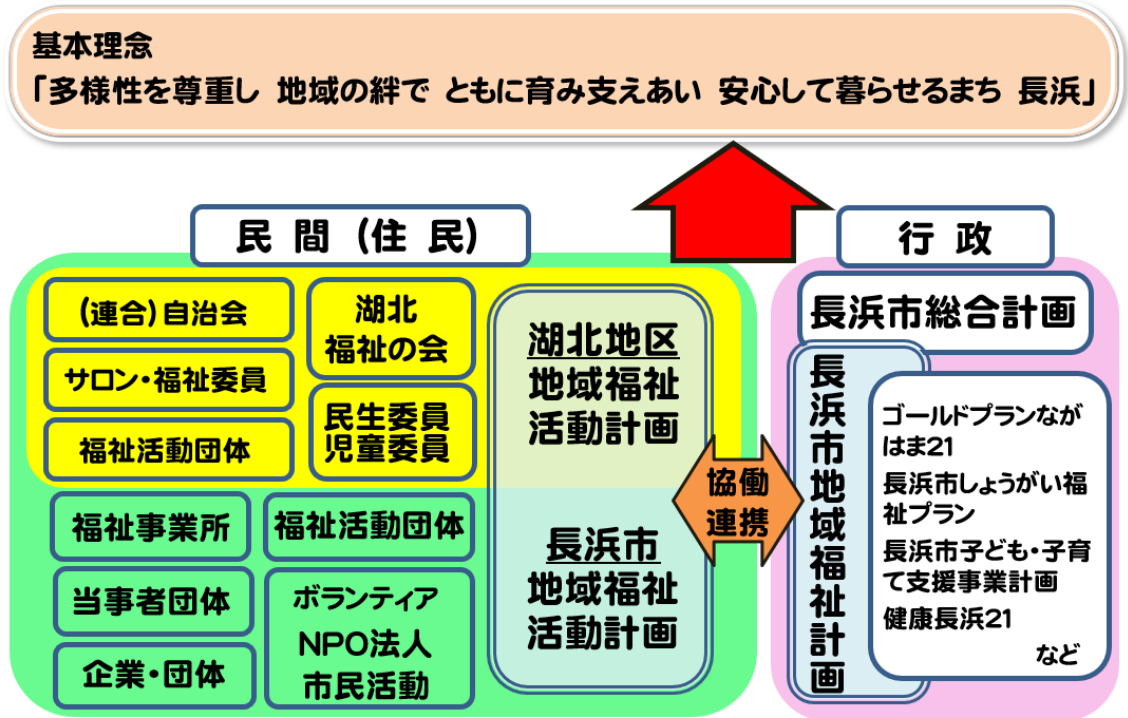 基本理念
「多様性を尊重し 地域の絆で ともに育み支えあい 安心して暮らせるまち 長浜」
民 間 (住 民)
(連合)自治会
サロン・福祉委員
福祉活動団体
湖北
福祉の会
民生委員
児童委員
福祉事業所
当事者団体
企業・団体
福祉活動団体
ボランティア
NPO法人
市民活動
湖北地区
地域福祉
活動計画
長浜市
地域福祉
活動計画
協働
連携
行 政
長浜市総合計画
長浜市地域福祉計画
ゴールドプランなが
はま21
長浜市しょうがい福
祉プラン
長浜市子ども・子育
て支援事業計画
健康長浜21
など